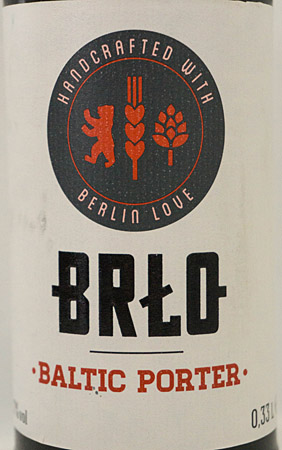 HANDCRAFTED WITH
BERLIN LOVE
BRŁO
·BALTIC PORTER·
0,33 L